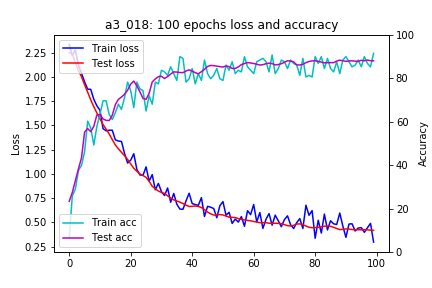 a3_018: 100 epochs loss and accuracy
Train loss
Test loss
Train acc
Test acc
Loss
2.25
2.00
1.75
1.50
1.25
1.00
0.75
0.50
0.25
Accuracy
100
80
60
40
20
0
0 20 40 60 80 100